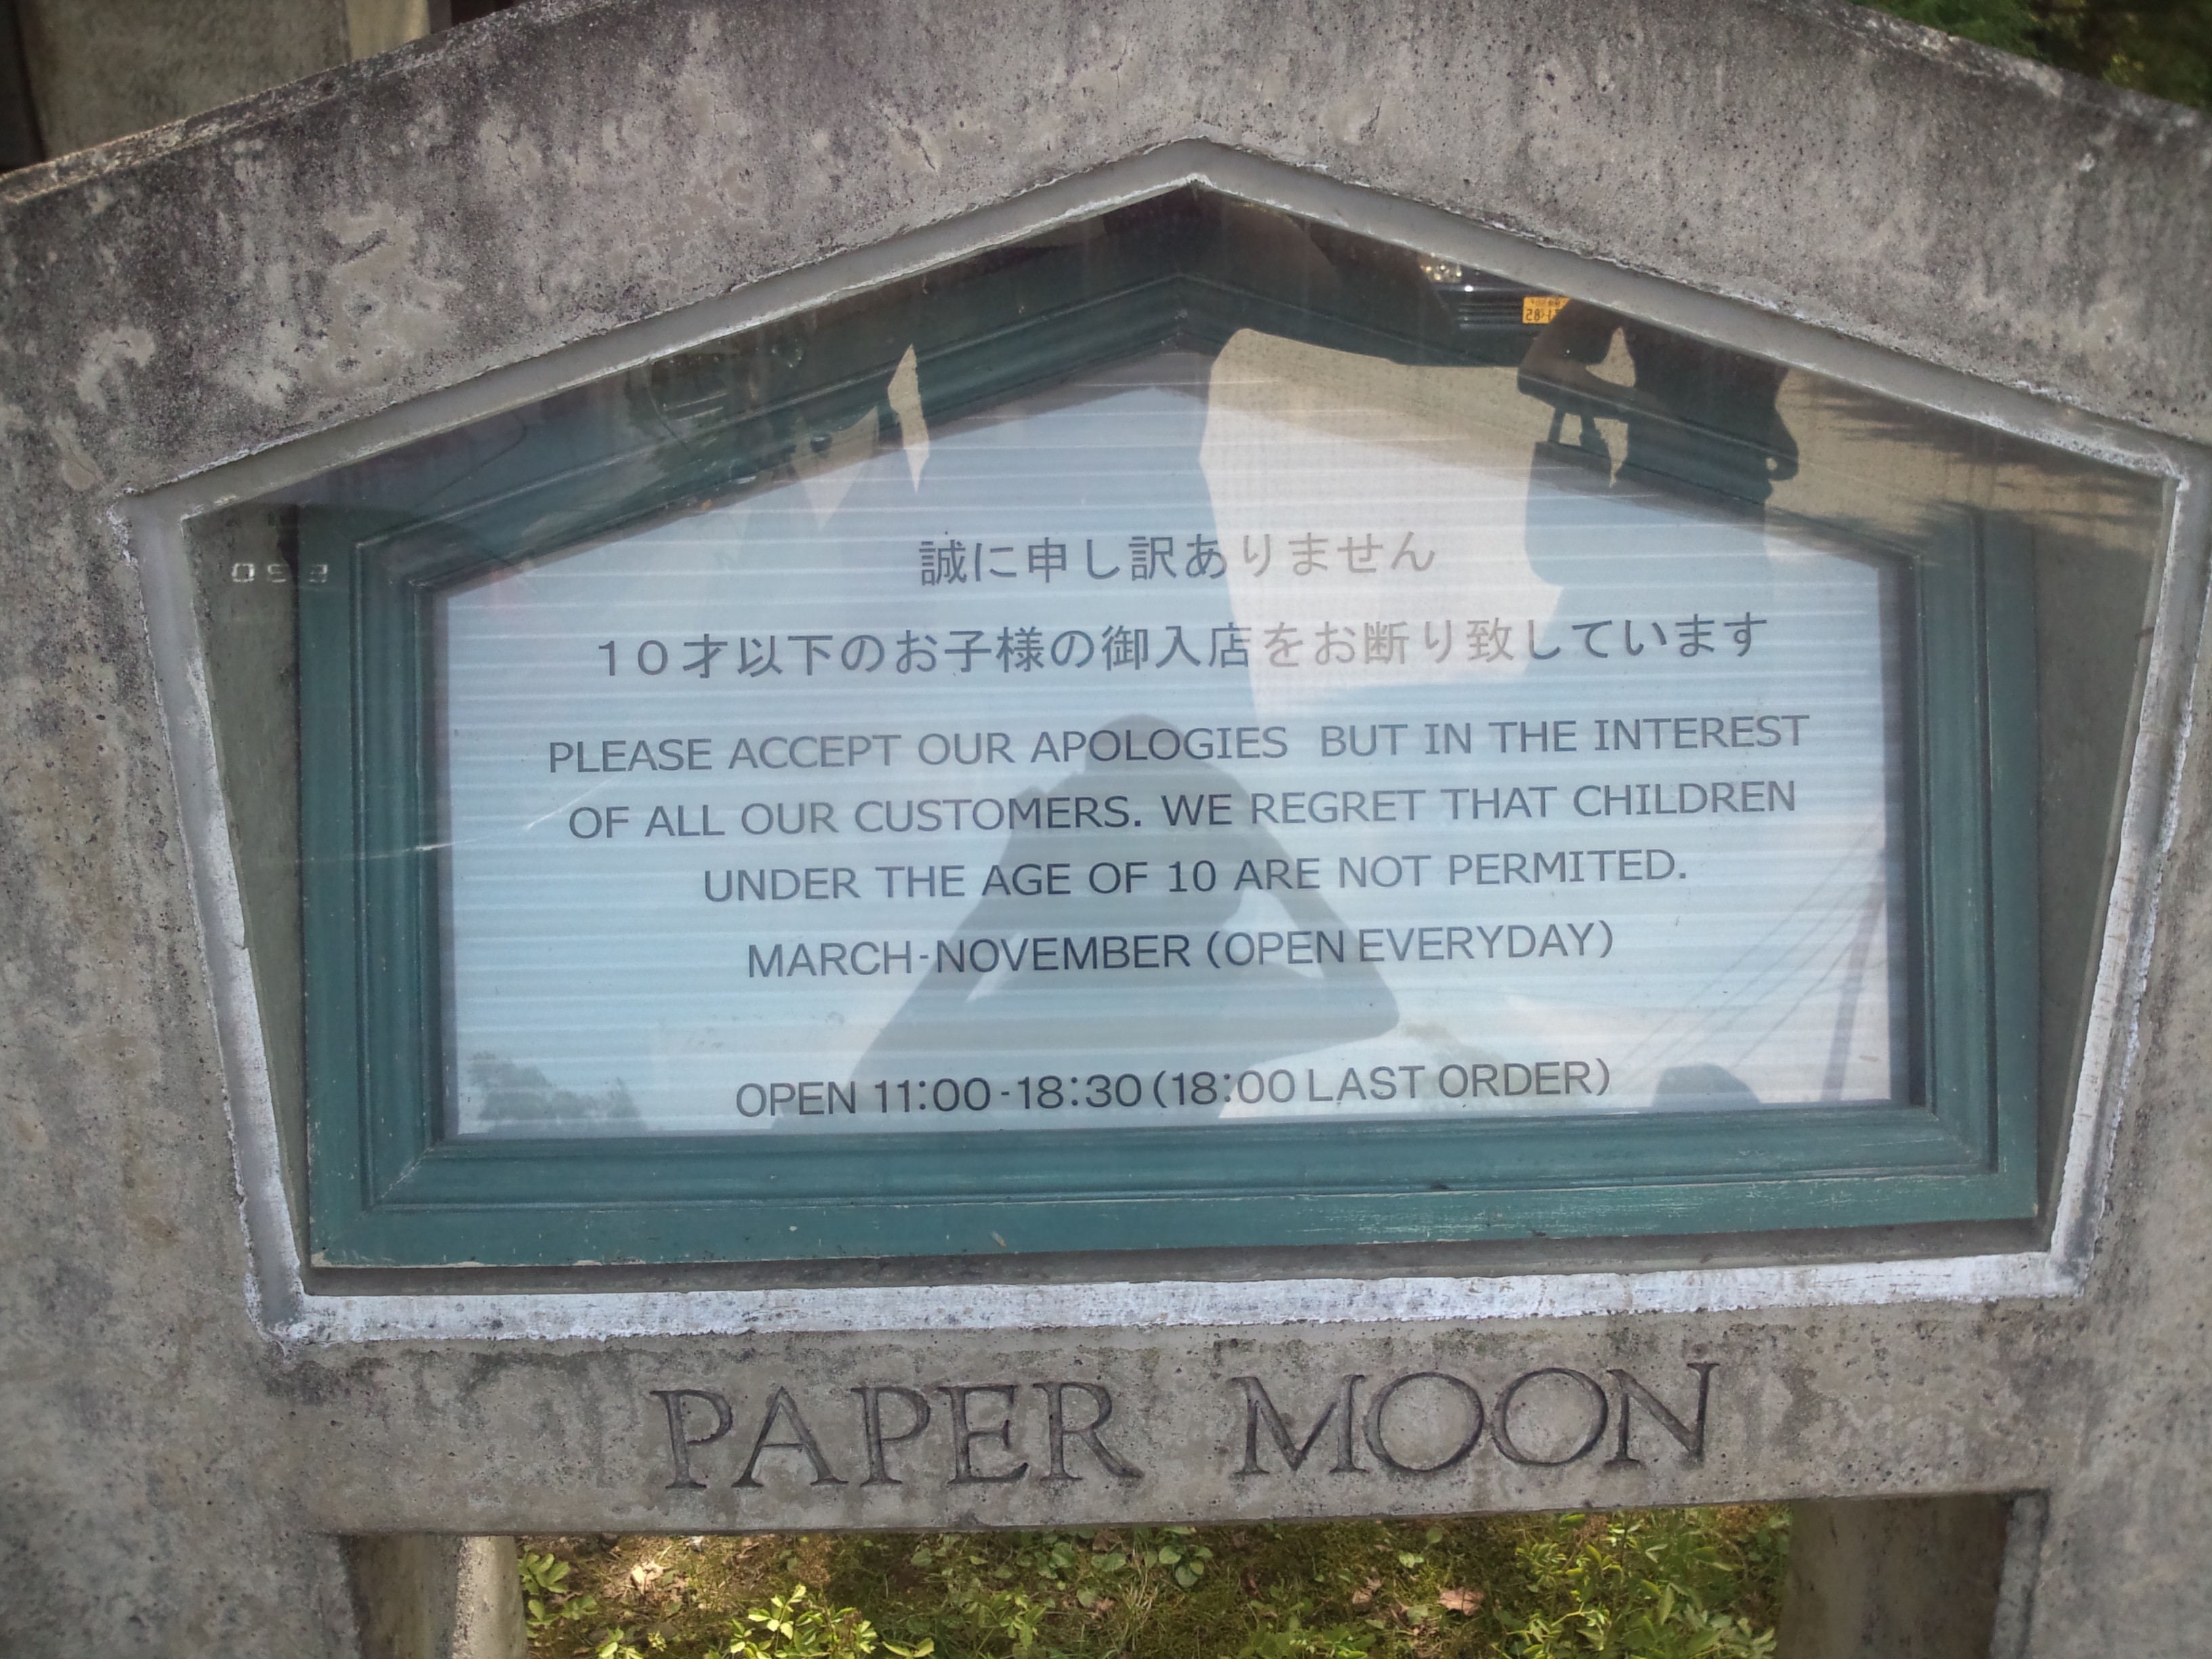 誠に申し訳ありません
１０才以下のお子様の御入店をお断り致しています
PLEASE ACCEPT OUR APOLOGIES BUT IN THE INTEREST
OF ALL OUR CUSTOMERS. WE REGRET THAT CHILDREN
UNDER THE AGE OF 10 ARE NOT PERMITED.
MARCH-NOVEMBER (OPEN EVERYDAY)
OPEN 11:00-18:30 (18:00 LAST ORDER)
PAPER MOON